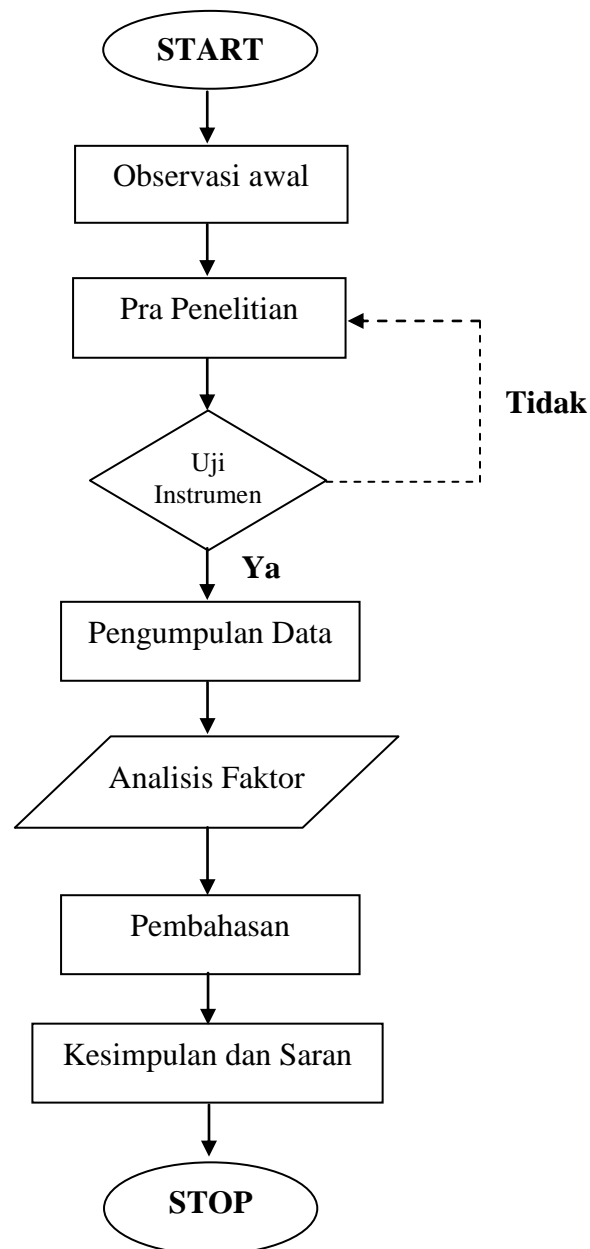 START
Observasi awal
Pra Penelitian
Tidak
Uji
Instrumen
Ya
Pengumpulan Data
Analisis Faktor
Pembahasan
Kesimpulan dan Saran
STOP